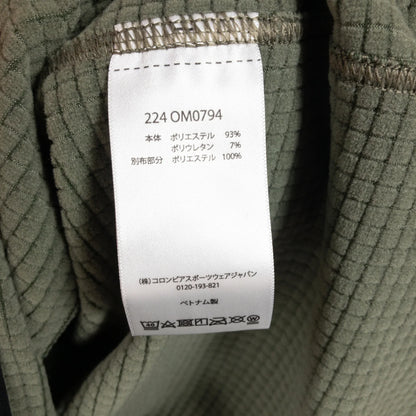 224 OM0794
本体 ポリエステル 93%
ポリウレタン 7%
別布部分 ポリエステル 100%
(株)コロンビアスポーツウェアジャパン
0120-193-821
ベトナム製
40
W